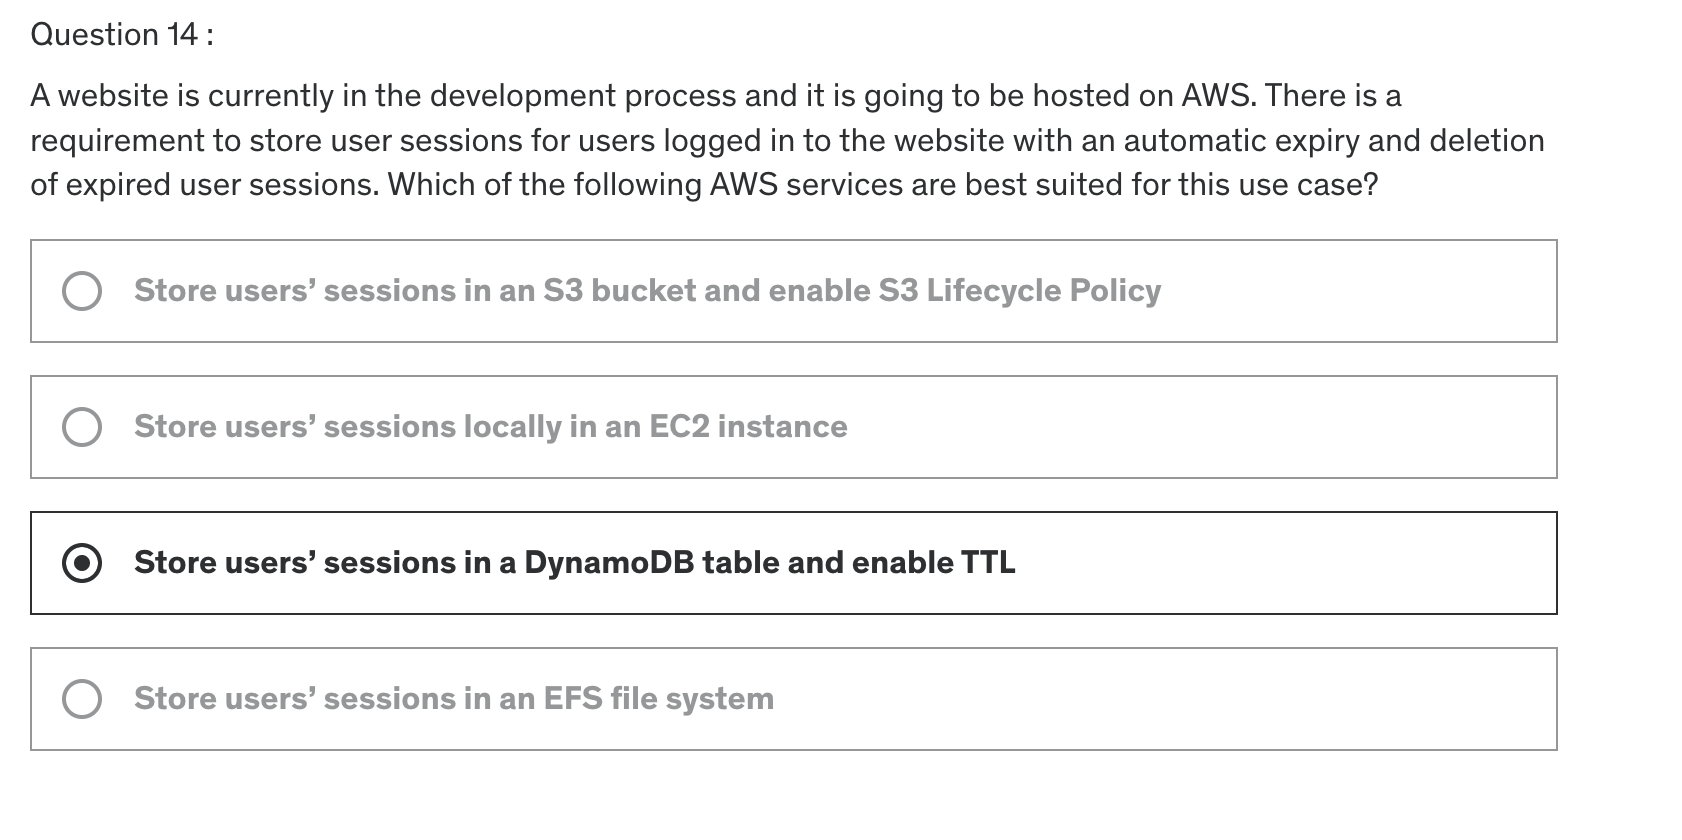 Question 14 :
A website is currently in the development process and it is going to be hosted on AWS. There is a
requirement to store user sessions for users logged in to the website with an automatic expiry and deletion
of expired user sessions. Which of the following AWS services are best suited for this use case?
Store users’ sessions in an S3 bucket and enable S3 Lifecycle Policy
Store users’ sessions locally in an EC2 instance
Store users’ sessions in a DynamoDB table and enable TTL
Store users’ sessions in an EFS file system